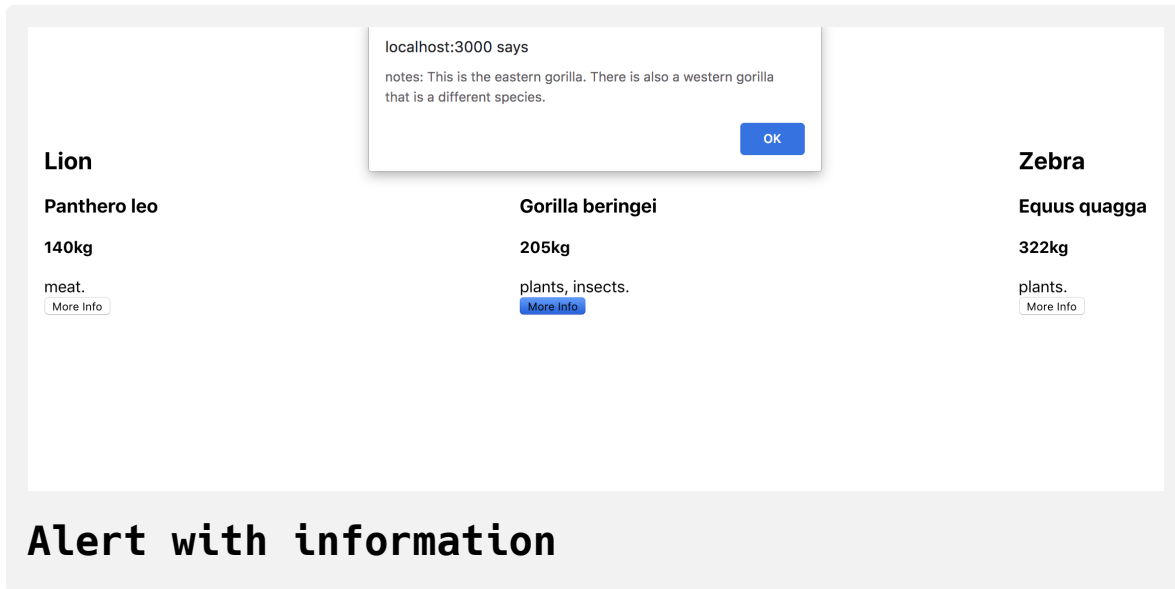 localhost:3000 says
notes: This is the eastern gorilla. There is also a western gorilla
that is a different species.
OK
Lion
Zebra
Panthero leo
Gorilla beringei
Equus quagga
140kg
205kg
322kg
meat.
plants, insects.
plants.
More Info
More Info
More Info
Alert with information